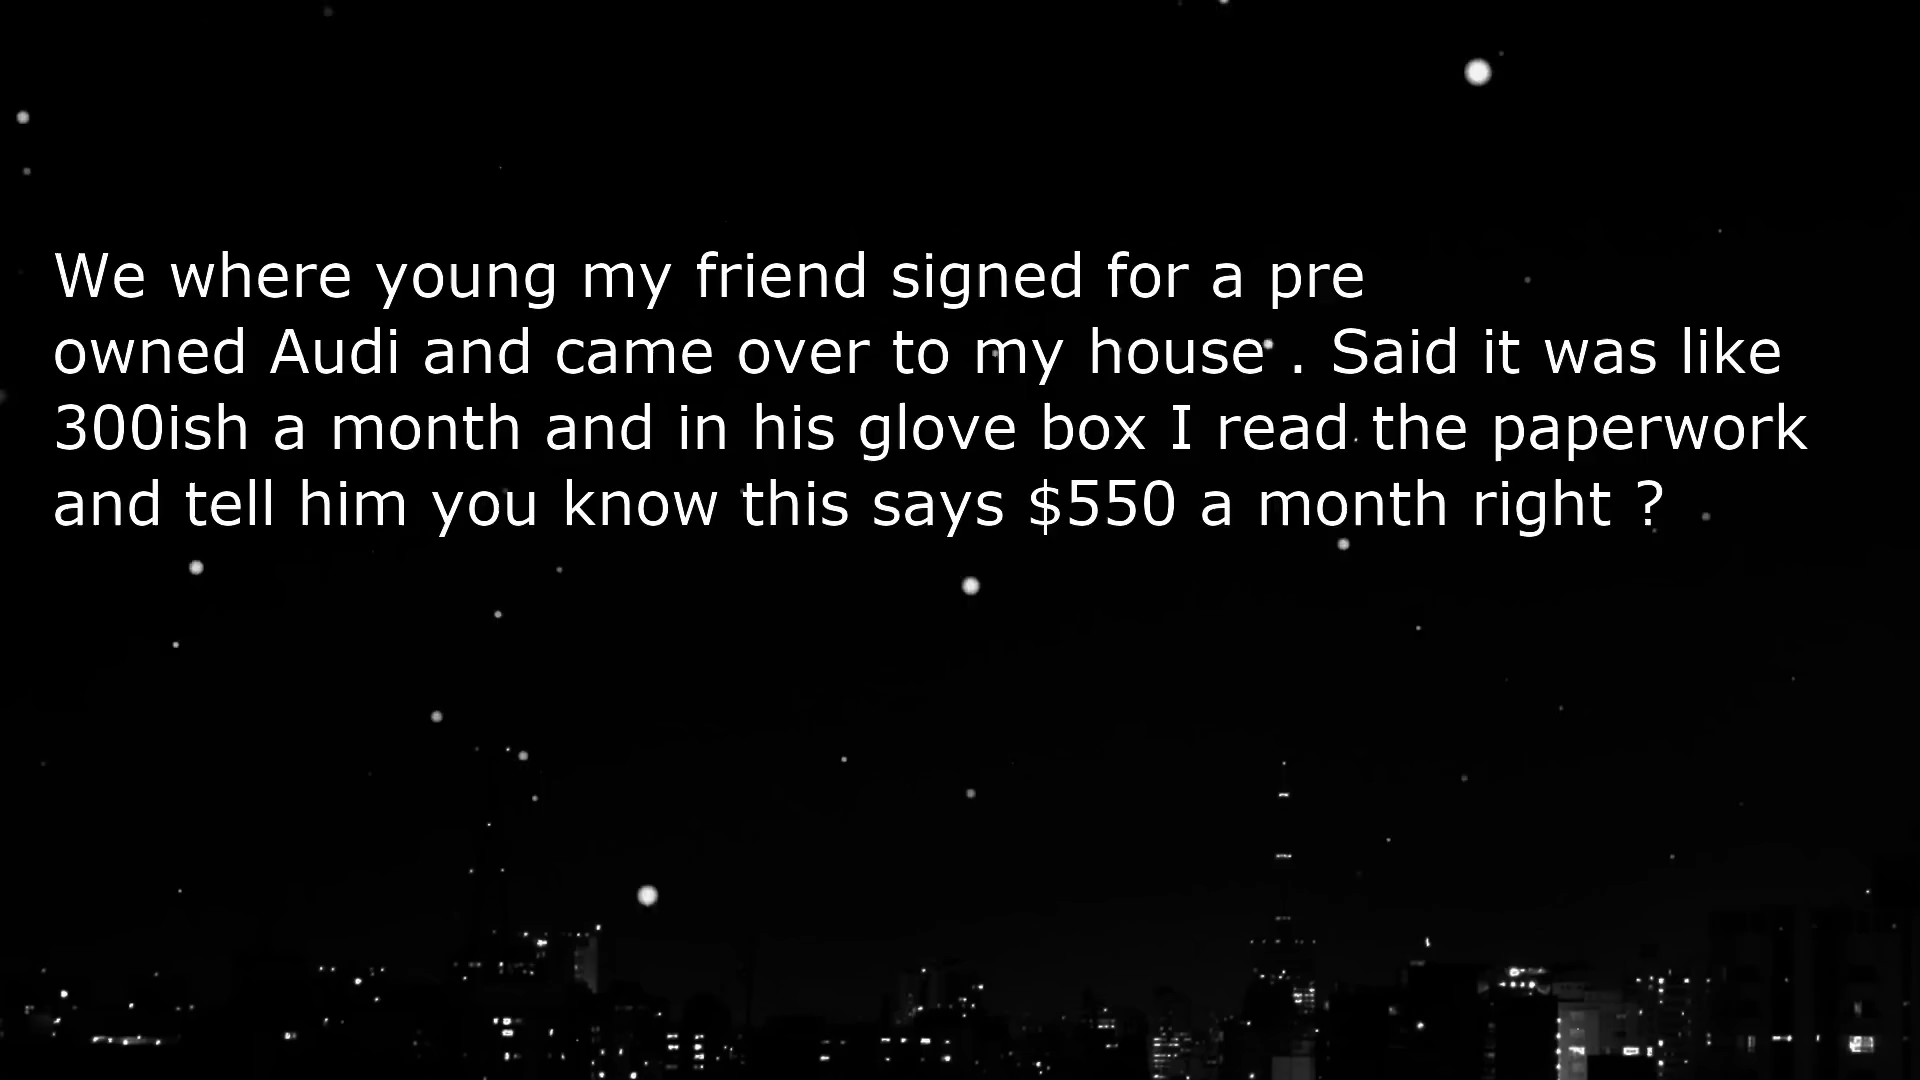 We where young my friend signed for a pre
owned Audi and came over to my house . Said it was like
300ish a month and in his glove box I read the paperwork
and tell him you know this says $550 a month right ?